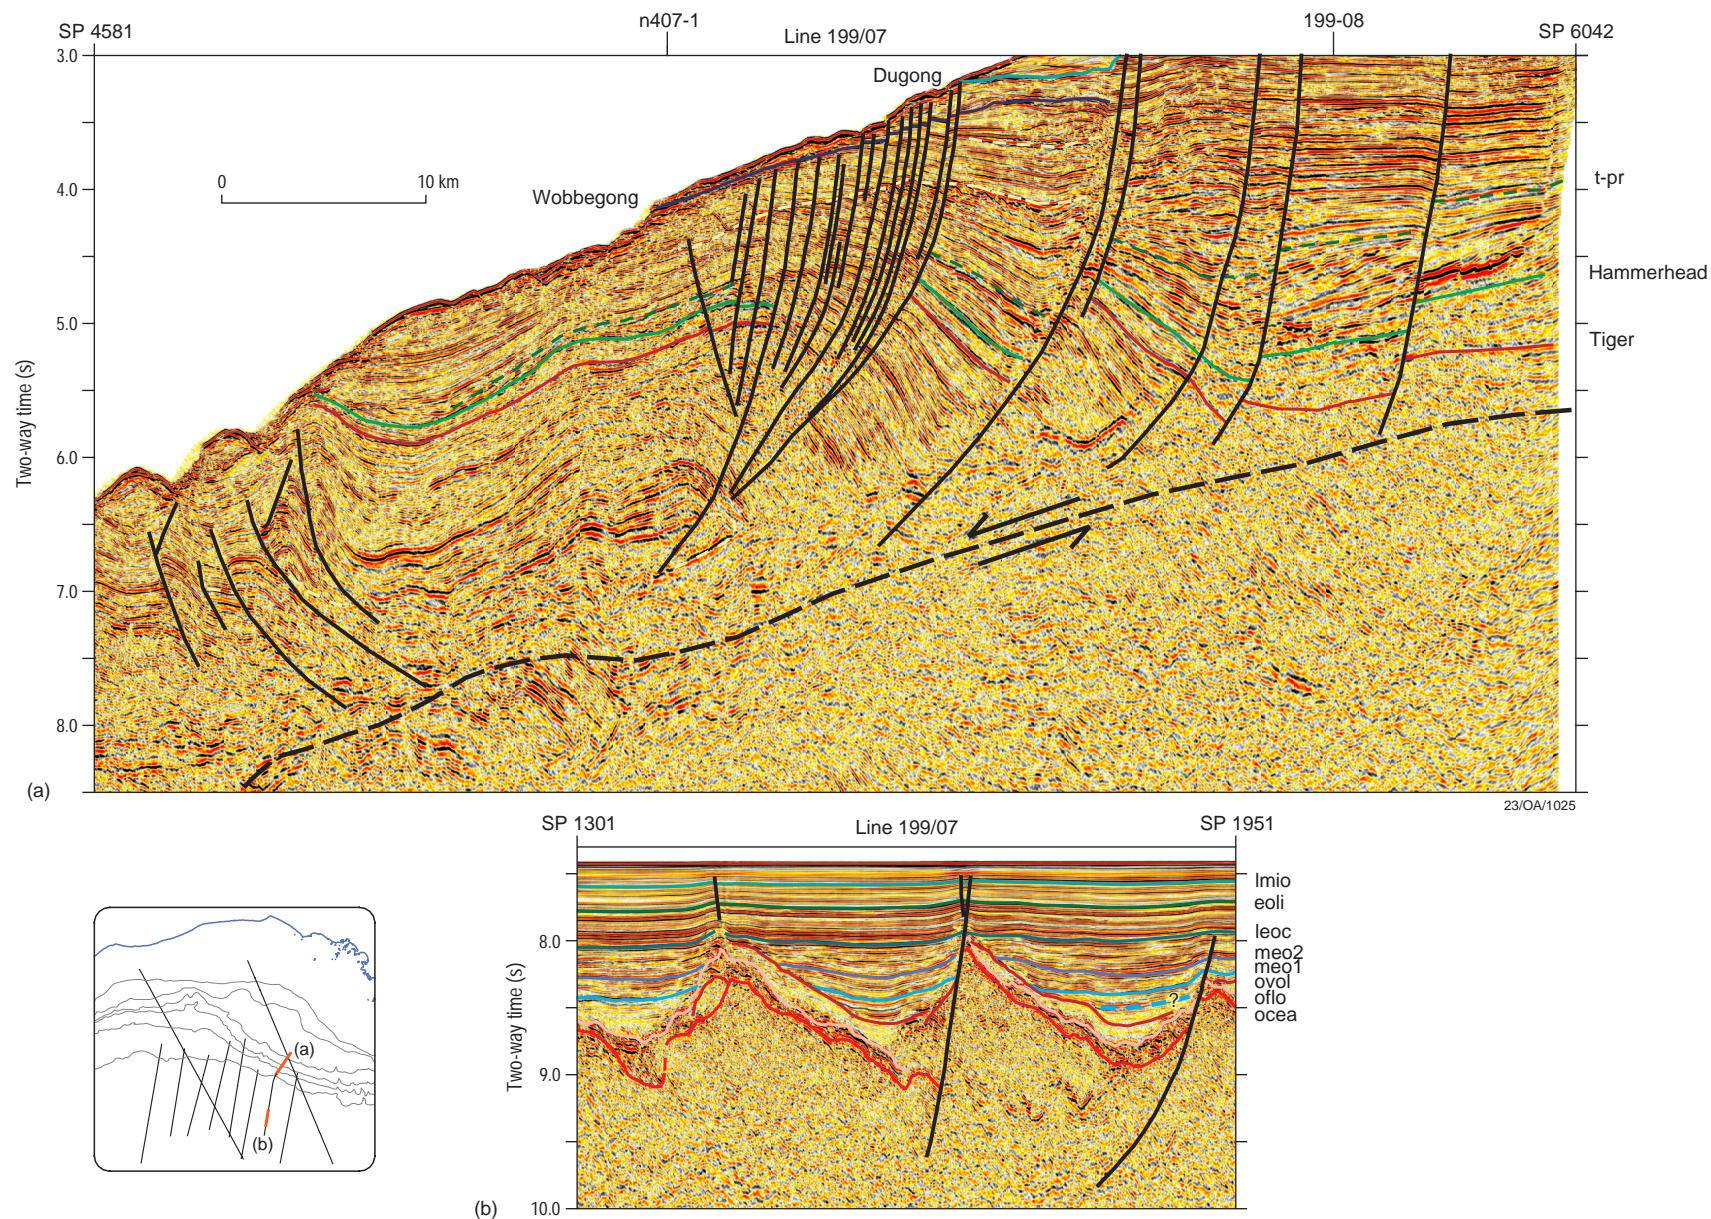 SP 4581
n407-1
Line 199/07
199-08
SP 6042
3.0
4.0
5.0
6.0
7.0
8.0
Two-way time (s)
Dugong
Wobbegong
0 10 km
t-pr
Hammerhead
Tiger
(a)
23/OA/1025
SP 1301
Line 199/07
SP 1951
8.0
9.0
10.0
Two-way time (s)
lmio
eoli
leoc
meo2
meo1
ovol
oflo
ocea
?
(b)
(a)
(b)